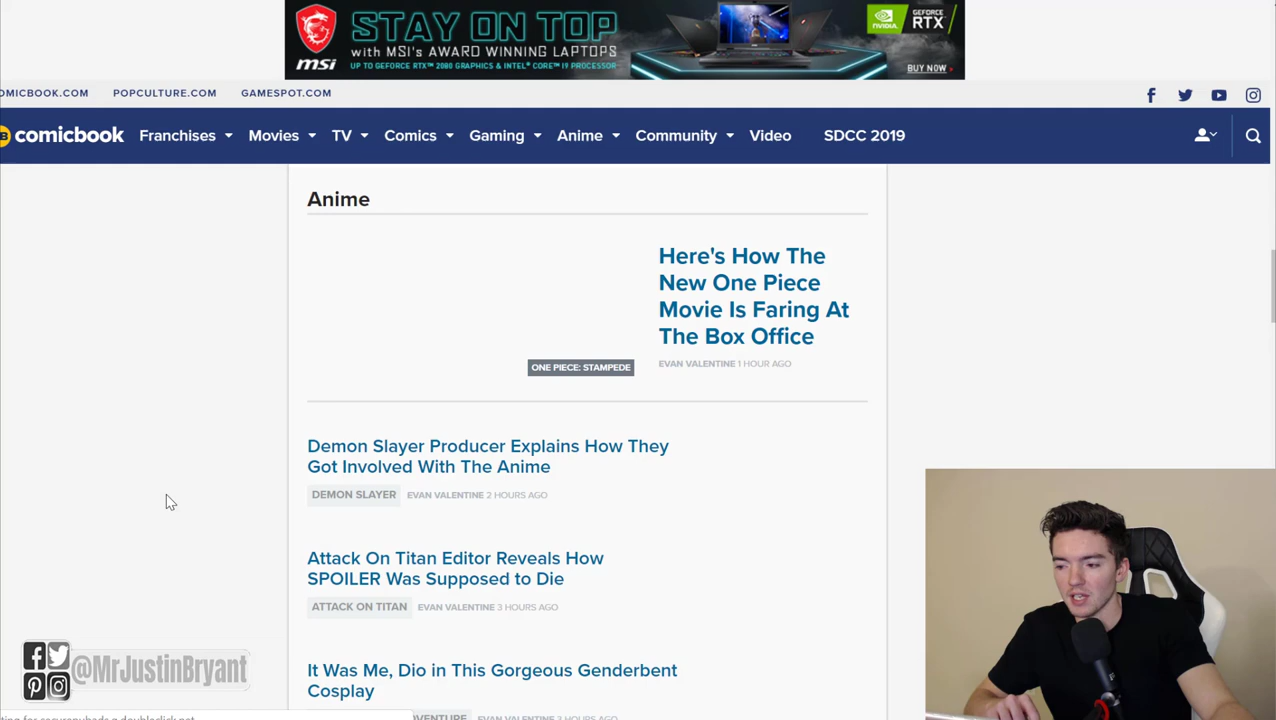 msi
STAY ON TOP
with MSI's AWARD WINNING LAPTOPS
UP TO GEFORCE RTX™ 2080 GRAPHICS & INTEL® CORE™ I9 PROCESSOR
NVIDIA
GEFORCE
RTX
BUY NOW >
OMICBOOK.COM POPCULTURE.COM GAMESPOT.COM
B comicbook Franchises Movies TV Comics Gaming Anime Community Video SDCC 2019
Anime
Here's How The
New One Piece
Movie Is Faring At
The Box Office
ONE PIECE: STAMPEDE
EVAN VALENTINE 1 HOUR AGO
Demon Slayer Producer Explains How They
Got Involved With The Anime
DEMON SLAYER EVAN VALENTINE 2 HOURS AGO
Attack On Titan Editor Reveals How
SPOILER Was Supposed to Die
ATTACK ON TITAN EVAN VALENTINE 3 HOURS AGO
It Was Me, Dio in This Gorgeous Genderbent
Cosplay
VENTURE EVAN VALENTINE 3 HOURS AGO
@MrJustinBryant